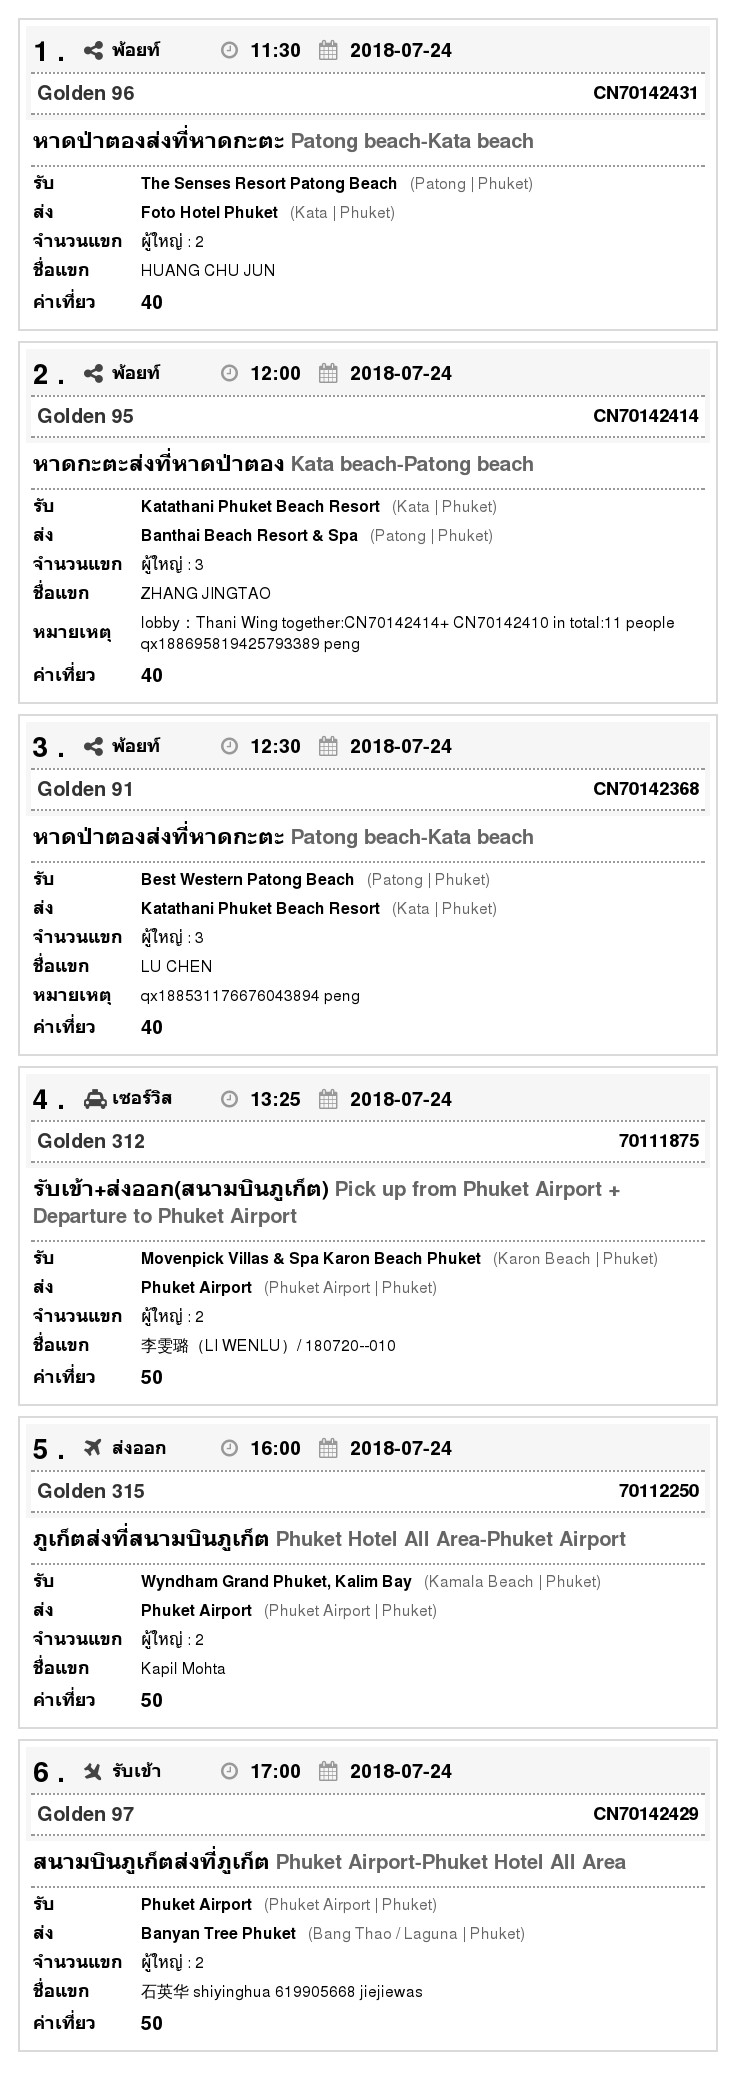 1 . พ้อยท์ 11:30 2018-07-24
Golden 96 CN70142431
หาดป่าตองส่งที่หาดกะตะ Patong beach-Kata beach
รับ The Senses Resort Patong Beach (Patong | Phuket)
ส่ง Foto Hotel Phuket (Kata | Phuket)
จำนวนแขก ผู้ใหญ่ : 2
ชื่อแขก HUANG CHU JUN
ค่าเที่ยว 40
2 . พ้อยท์ 12:00 2018-07-24
Golden 95 CN70142414
หาดกะตะส่งที่หาดป่าตอง Kata beach-Patong beach
รับ Katathani Phuket Beach Resort (Kata | Phuket)
ส่ง Banthai Beach Resort & Spa (Patong | Phuket)
จำนวนแขก ผู้ใหญ่ : 3
ชื่อแขก ZHANG JINGTAO
หมายเหตุ lobby：Thani Wing together:CN70142414+ CN70142410 in total:11 people
qx188695819425793389 peng
ค่าเที่ยว 40
3 . พ้อยท์ 12:30 2018-07-24
Golden 91 CN70142368
หาดป่าตองส่งที่หาดกะตะ Patong beach-Kata beach
รับ Best Western Patong Beach (Patong | Phuket)
ส่ง Katathani Phuket Beach Resort (Kata | Phuket)
จำนวนแขก ผู้ใหญ่ : 3
ชื่อแขก LU CHEN
หมายเหตุ qx188531176676043894 peng
ค่าเที่ยว 40
4 . เซอร์วิส 13:25 2018-07-24
Golden 312 70111875
รับเข้า+ส่งออก(สนามบินภูเก็ต) Pick up from Phuket Airport +
Departure to Phuket Airport
รับ Movenpick Villas & Spa Karon Beach Phuket (Karon Beach | Phuket)
ส่ง Phuket Airport (Phuket Airport | Phuket)
จำนวนแขก ผู้ใหญ่ : 2
ชื่อแขก 李雯璐（LI WENLU）/ 180720--010
ค่าเที่ยว 50
5 . ส่งออก 16:00 2018-07-24
Golden 315 70112250
ภูเก็ตส่งที่สนามบินภูเก็ต Phuket Hotel All Area-Phuket Airport
รับ Wyndham Grand Phuket, Kalim Bay (Kamala Beach | Phuket)
ส่ง Phuket Airport (Phuket Airport | Phuket)
จำนวนแขก ผู้ใหญ่ : 2
ชื่อแขก Kapil Mohta
ค่าเที่ยว 50
6 . รับเข้า 17:00 2018-07-24
Golden 97 CN70142429
สนามบินภูเก็ตส่งที่ภูเก็ต Phuket Airport-Phuket Hotel All Area
รับ Phuket Airport (Phuket Airport | Phuket)
ส่ง Banyan Tree Phuket (Bang Thao / Laguna | Phuket)
จำนวนแขก ผู้ใหญ่ : 2
ชื่อแขก 石英华 shiyinghua 619905668 jiejiewas
ค่าเที่ยว 50